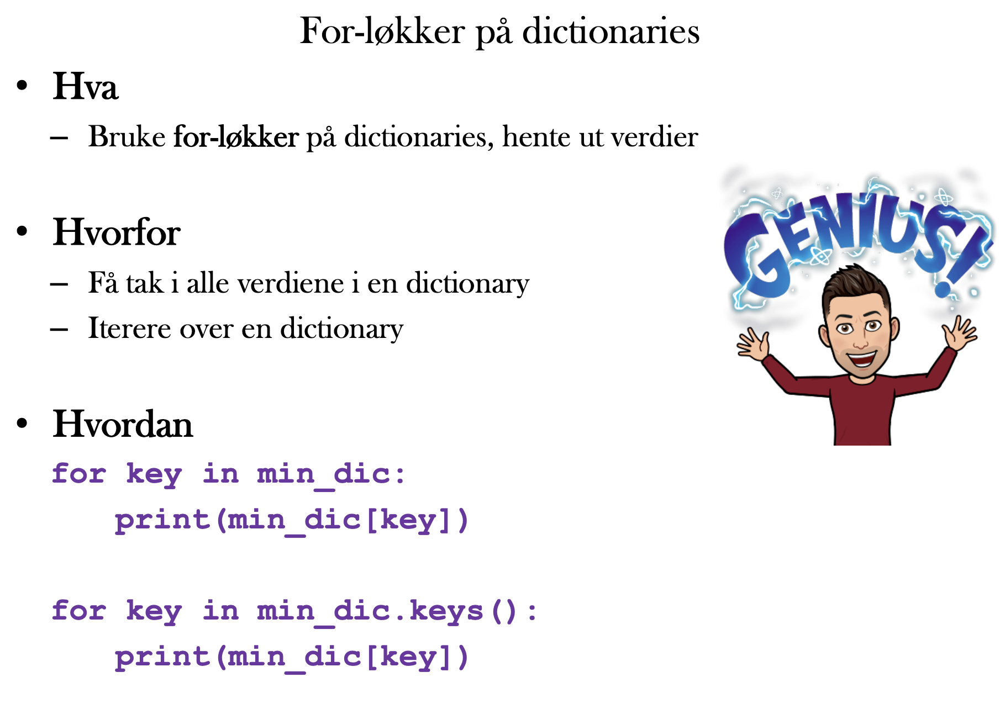 For-løkker på dictionaries
• Hva
– Bruke for-løkker på dictionaries, hente ut verdier
GENIUS!
• Hvorfor
– Få tak i alle verdiene i en dictionary
– Iterere over en dictionary
• Hvordan
for key in min_dic:
    print(min_dic[key])
for key in min_dic.keys():
    print(min_dic[key])